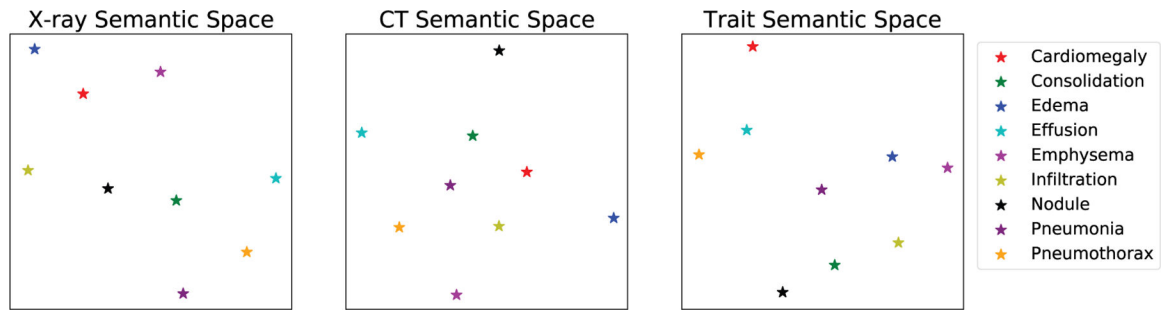 X-ray Semantic Space
CT Semantic Space
Trait Semantic Space
Cardiomegaly
Consolidation
Edema
Effusion
Emphysema
Infiltration
Nodule
Pneumonia
Pneumothorax